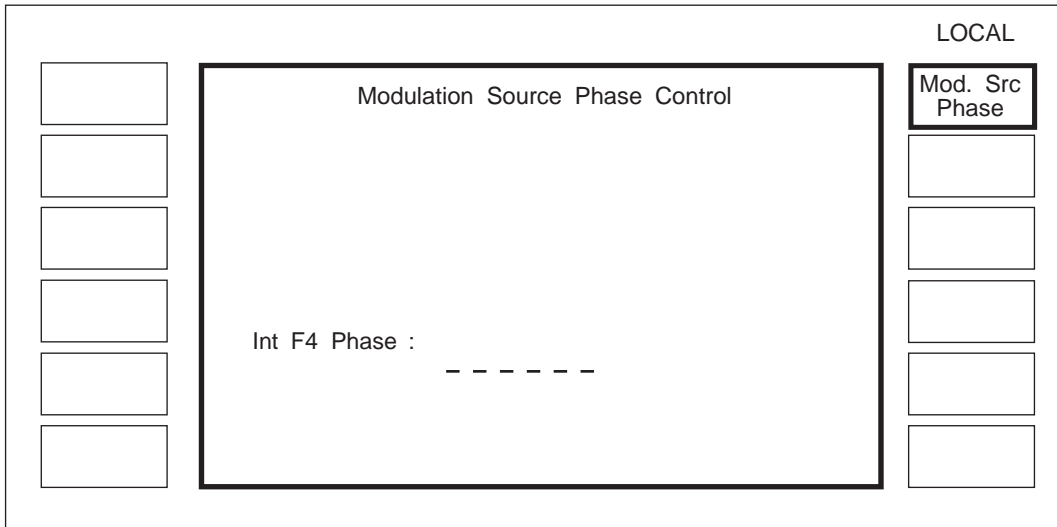 LOCAL
Modulation Source Phase Control
Mod. Src
Phase
Int F4 Phase :
_ _ _ _ _ _